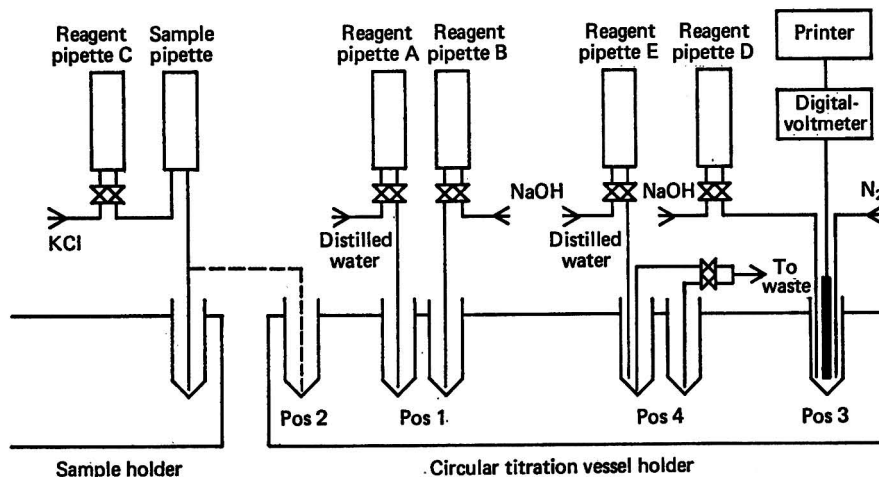 Reagent
pipette C
Sample
pipette
Reagent
pipette A
Reagent
pipette B
Reagent
pipette E
Reagent
pipette D
Printer
Digital-
voltmeter
KCl
Distilled
water
NaOH
Distilled
water
NaOH
N₂
To
waste
Pos 2
Pos 1
Pos 4
Pos 3
Sample holder
Circular titration vessel holder